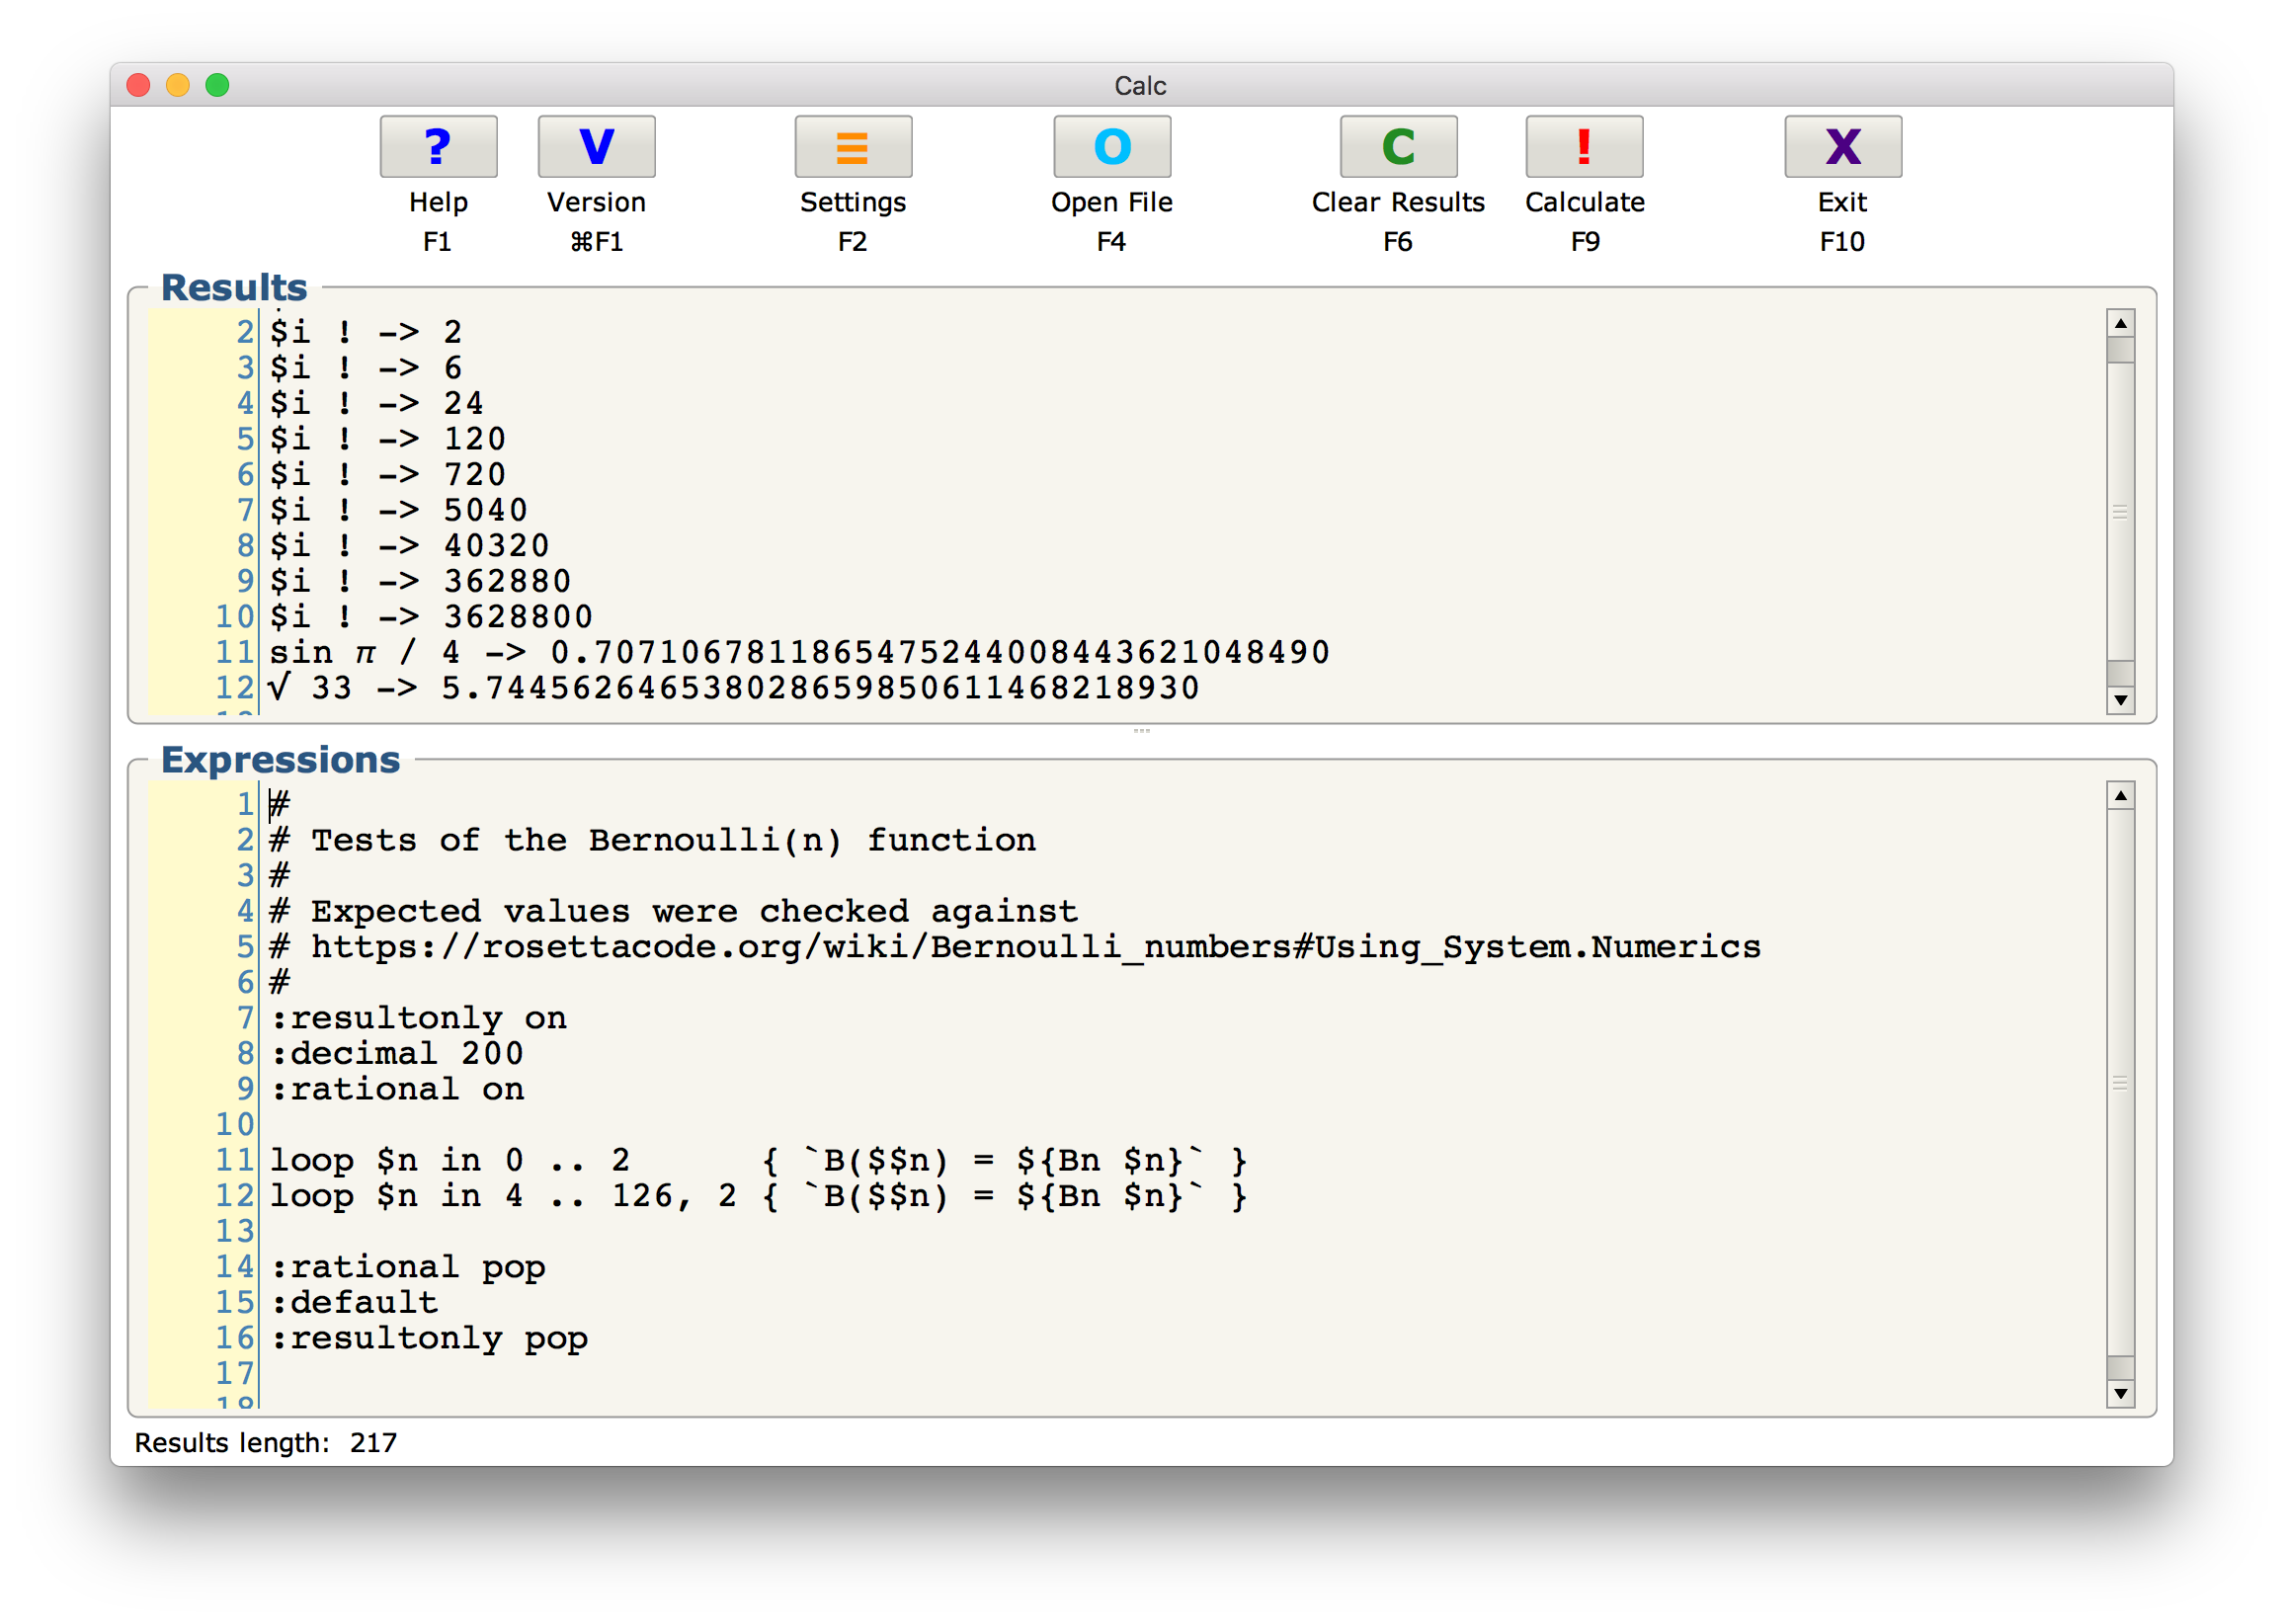 Calc
? V ☰ O C ! X
Help Version Settings Open File Clear Results Calculate Exit
F1 ⌘F1 F2 F4 F6 F9 F10
Results
2 $i ! -> 2
3 $i ! -> 6
4 $i ! -> 24
5 $i ! -> 120
6 $i ! -> 720
7 $i ! -> 5040
8 $i ! -> 40320
9 $i ! -> 362880
10 $i ! -> 3628800
11 sin π / 4 -> 0.7071067811865475244008443621048490
12 √ 33 -> 5.744562646538028659850611468218930
Expressions
1 #
2 # Tests of the Bernoulli(n) function
3 #
4 # Expected values were checked against
5 # https://rosettacode.org/wiki/Bernoulli_numbers#Using_System.Numerics
6 #
7 :resultonly on
8 :decimal 200
9 :rational on
10
11 loop $n in 0 .. 2      { `B($$n) = ${Bn $n}` }
12 loop $n in 4 .. 126, 2 { `B($$n) = ${Bn $n}` }
13
14 :rational pop
15 :default
16 :resultonly pop
17
Results length: 217